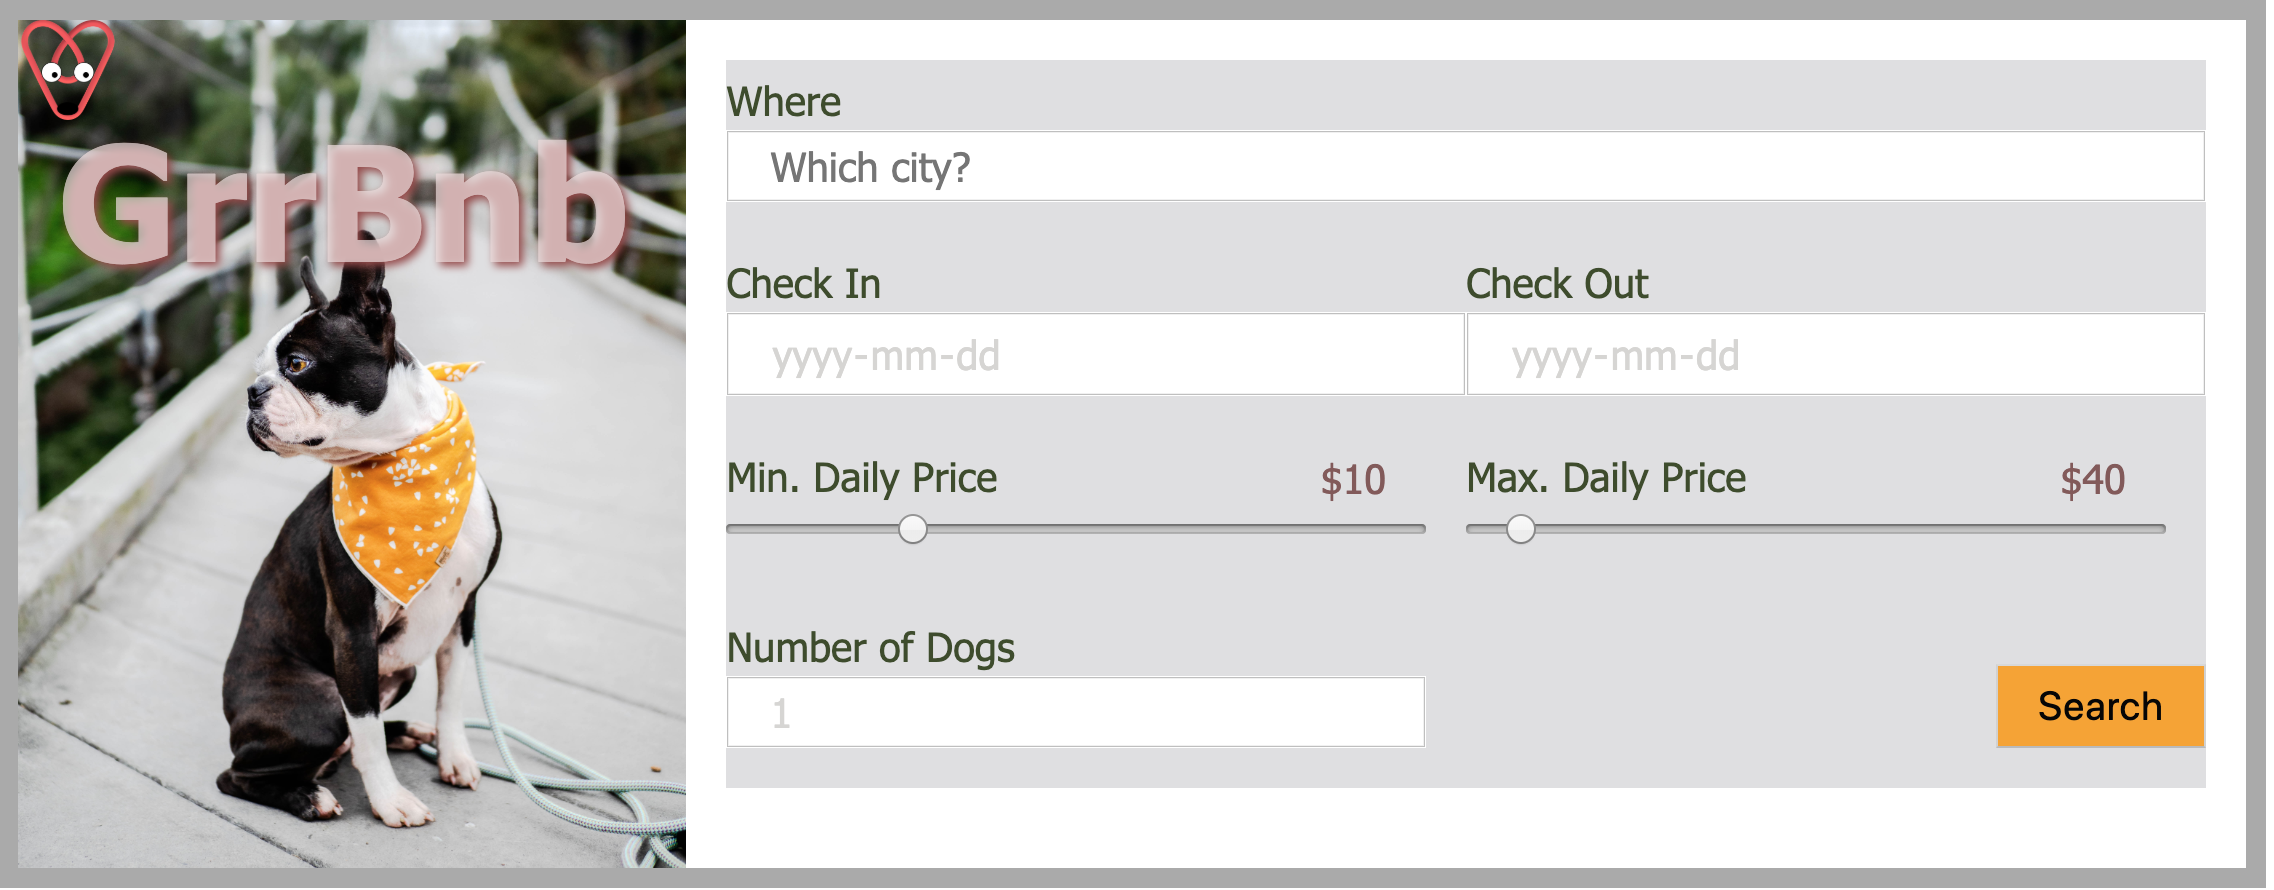 GrrBnb
Where
Which city?
Check In
Check Out
yyyy-mm-dd
yyyy-mm-dd
Min. Daily Price
$10
Max. Daily Price
$40
Number of Dogs
1
Search